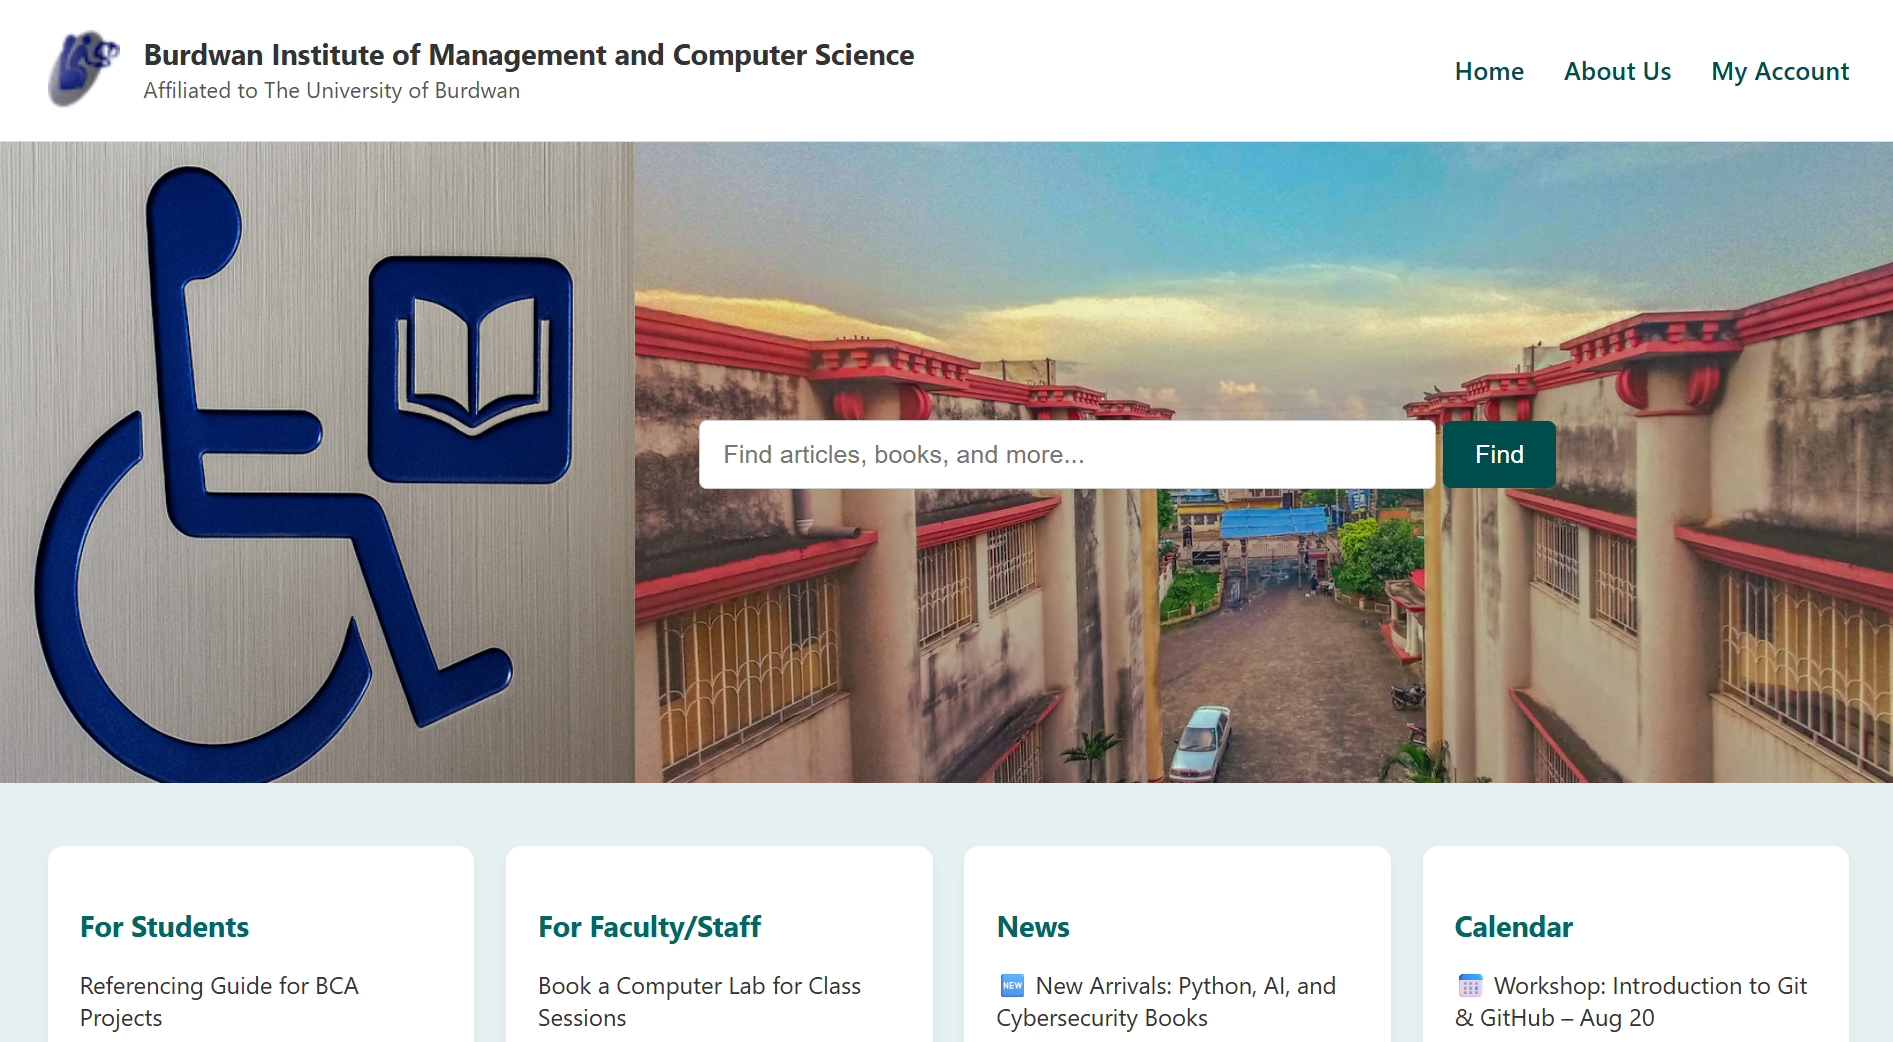 Burdwan Institute of Management and Computer Science
Affiliated to The University of Burdwan
Home
About Us
My Account
Find articles, books, and more...
Find
For Students
Referencing Guide for BCA
Projects
For Faculty/Staff
Book a Computer Lab for Class
Sessions
News
NEW New Arrivals: Python, AI, and
Cybersecurity Books
Calendar
Workshop: Introduction to Git
& GitHub – Aug 20